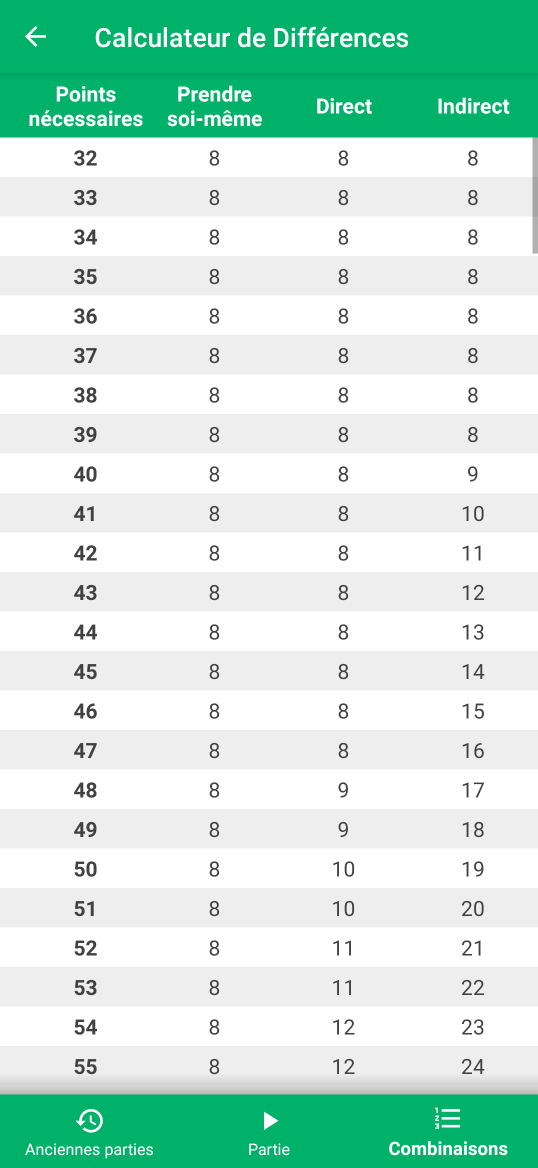 Calculateur de Différences
Points nécessaires Prendre soi-même Direct Indirect
32 8 8 8
33 8 8 8
34 8 8 8
35 8 8 8
36 8 8 8
37 8 8 8
38 8 8 8
39 8 8 8
40 8 8 9
41 8 8 10
42 8 8 11
43 8 8 12
44 8 8 13
45 8 8 14
46 8 8 15
47 8 8 16
48 8 9 17
49 8 9 18
50 8 10 19
51 8 10 20
52 8 11 21
53 8 11 22
54 8 12 23
55 8 12 24
Anciennes parties Partie Combinaisons